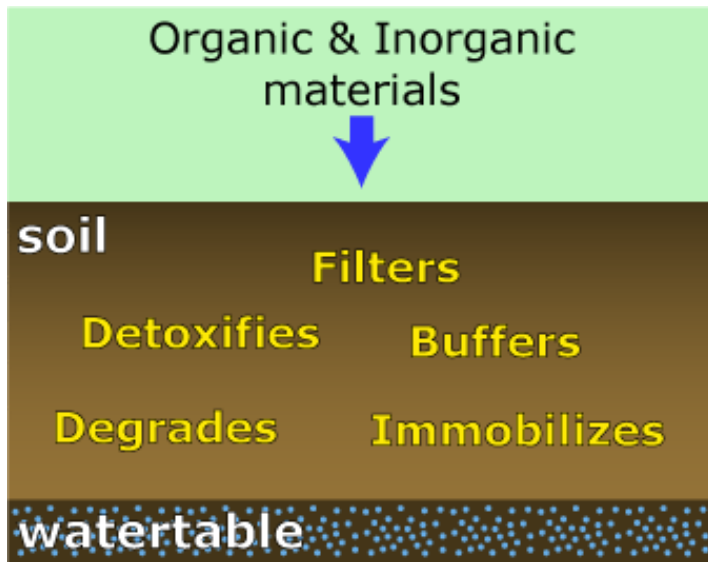 Organic & Inorganic
materials
soil
Filters
Detoxifies
Buffers
Degrades
Immobilizes
watertable